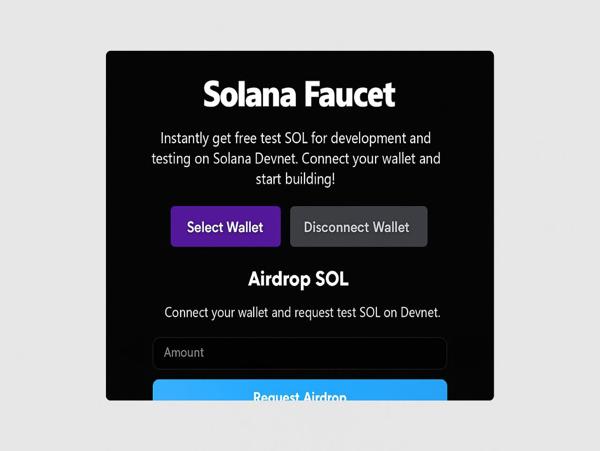 Solana Faucet
Instantly get free test SOL for development and
testing on Solana Devnet. Connect your wallet and
start building!
Select Wallet
Disconnect Wallet
Airdrop SOL
Connect your wallet and request test SOL on Devnet.
Amount
Request Airdrop